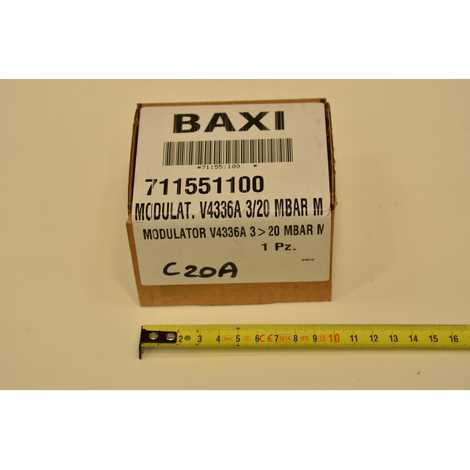 BAXI
*711551100 *
711551100
MODULAT. V4336A 3/20 MBAR M
MODULATOR V4336A 3>20 MBAR M
1 Pz.
C20A
2 3 4 5 6 7 8 9 10 11 12 13 14 15 16